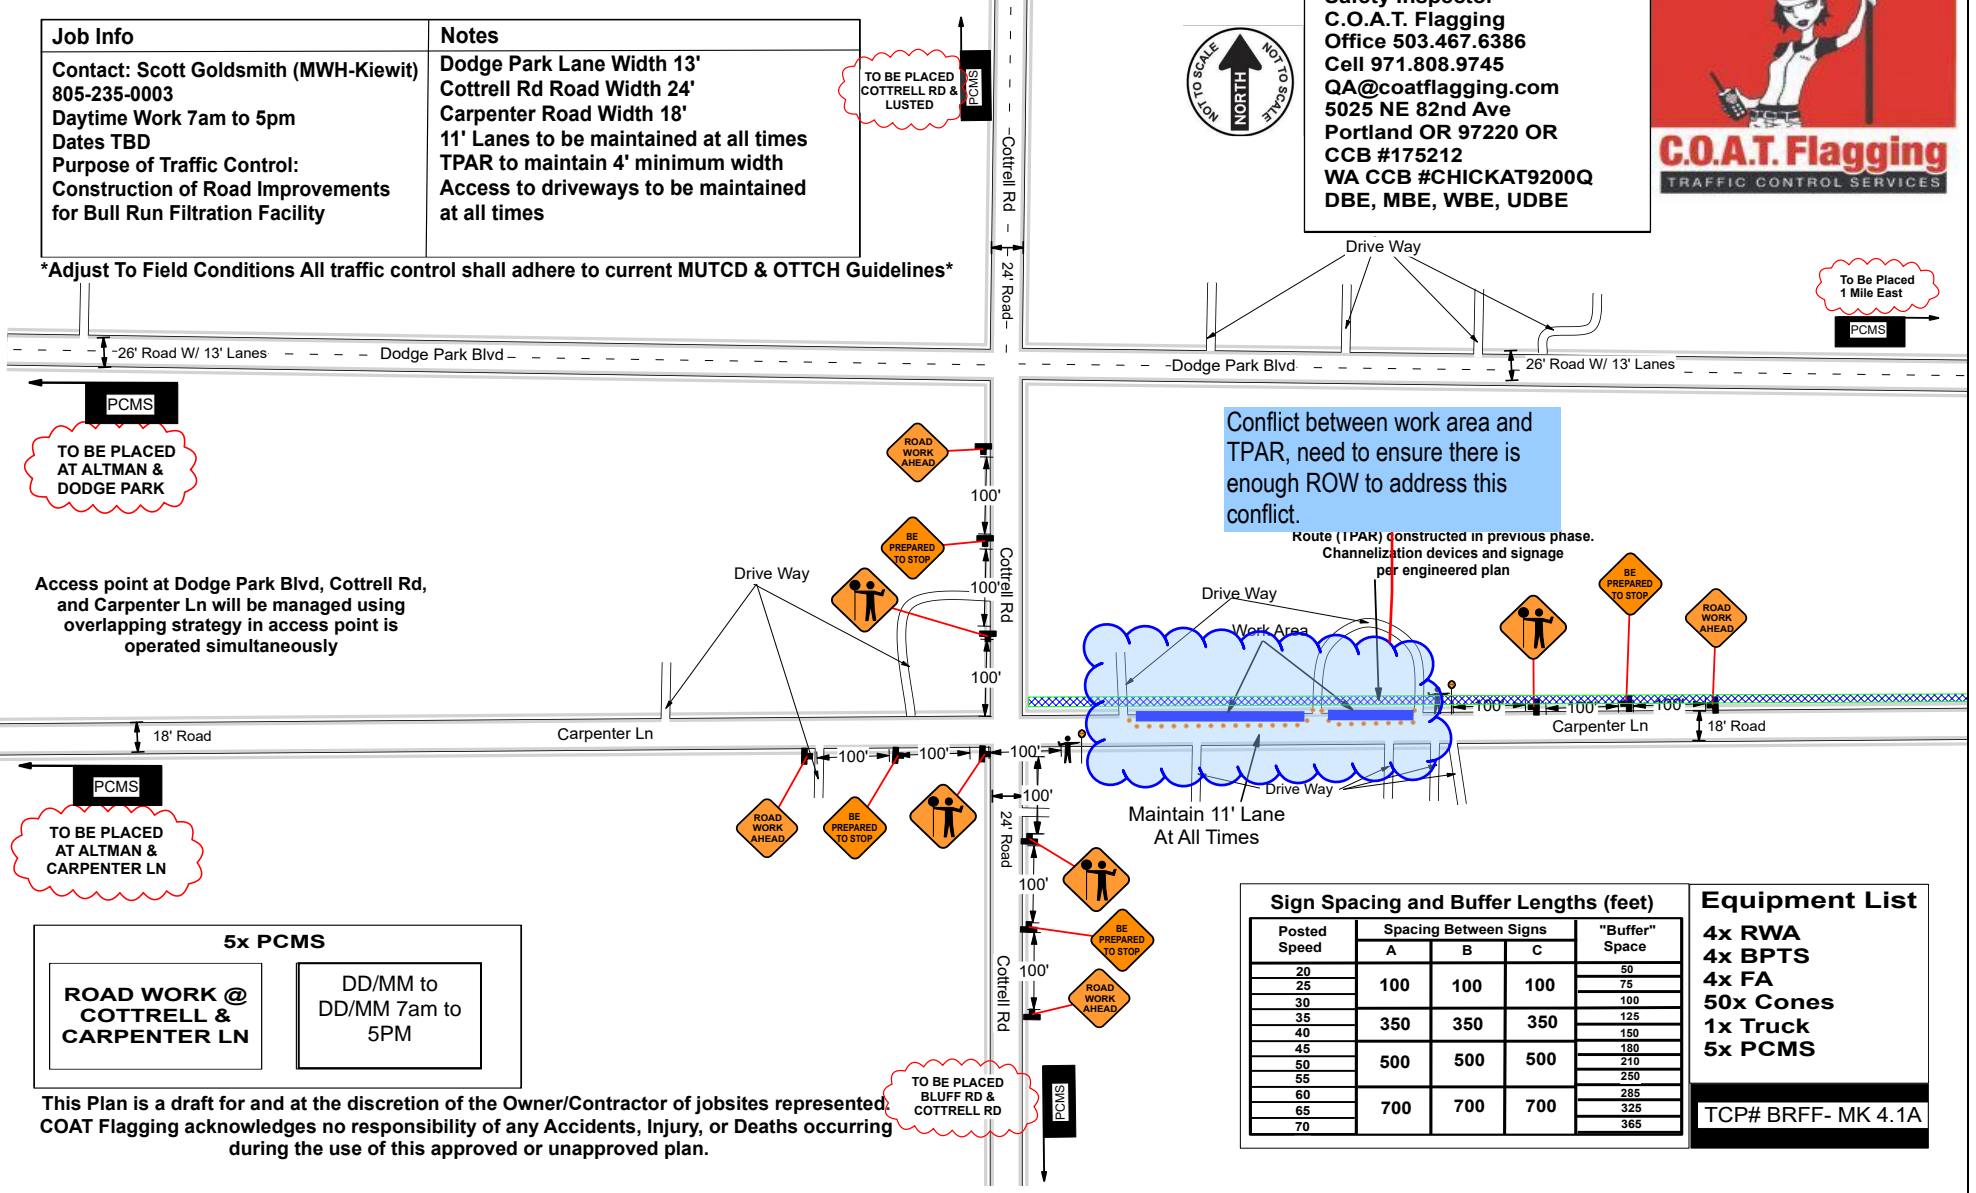 Job Info
Contact: Scott Goldsmith (MWH-Kiewit)
805-235-0003
Daytime Work 7am to 5pm
Dates TBD
Purpose of Traffic Control:
Construction of Road Improvements
for Bull Run Filtration Facility
Notes
Dodge Park Lane Width 13'
Cottrell Rd Road Width 24'
Carpenter Road Width 18'
11' Lanes to be maintained at all times
TPAR to maintain 4' minimum width
Access to driveways to be maintained
at all times
*Adjust To Field Conditions All traffic control shall adhere to current MUTCD & OTTCH Guidelines*
TO BE PLACED
COTTRELL RD &
LUSTED
PCMS
Cottrell Rd
24' Road
NOT TO SCALE
NORTH
NOT TO SCALE
Safety Inspector
C.O.A.T. Flagging
Office 503.467.6386
Cell 971.808.9745
QA@coatflagging.com
5025 NE 82nd Ave
Portland OR 97220 OR
CCB #175212
WA CCB #CHICKAT9200Q
DBE, MBE, WBE, UDBE
C.O.A.T. Flagging
TRAFFIC CONTROL SERVICES
Drive Way
To Be Placed
1 Mile East
PCMS
26' Road W/ 13' Lanes
Dodge Park Blvd
Dodge Park Blvd
26' Road W/ 13' Lanes
PCMS
TO BE PLACED
AT ALTMAN &
DODGE PARK
ROAD
WORK
AHEAD
100'
BE
PREPARED
TO STOP
100'
Cottrell Rd
100'
Conflict between work area and
TPAR, need to ensure there is
enough ROW to address this
conflict.
Route (TPAR) constructed in previous phase.
Channelization devices and signage
per engineered plan
Access point at Dodge Park Blvd, Cottrell Rd,
and Carpenter Ln will be managed using
overlapping strategy in access point is
operated simultaneously
Drive Way
Drive Way
Work Area
BE
PREPARED
TO STOP
ROAD
WORK
AHEAD
100'
100'
100'
18' Road
Carpenter Ln
Carpenter Ln
18' Road
100'
100'
100'
100'
Drive Way
Maintain 11' Lane
At All Times
PCMS
TO BE PLACED
AT ALTMAN &
CARPENTER LN
ROAD
WORK
AHEAD
BE
PREPARED
TO STOP
24' Road
100'
BE
PREPARED
TO STOP
100'
Cottrell Rd
ROAD
WORK
AHEAD
5x PCMS
ROAD WORK @
COTTRELL &
CARPENTER LN
DD/MM to
DD/MM 7am to
5PM
TO BE PLACED
BLUFF RD &
COTTRELL RD
PCMS
This Plan is a draft for and at the discretion of the Owner/Contractor of jobsites represented.
COAT Flagging acknowledges no responsibility of any Accidents, Injury, or Deaths occurring
during the use of this approved or unapproved plan.
Sign Spacing and Buffer Lengths (feet)
Posted Speed Spacing Between Signs "Buffer" Space
A B C
20 50
25 100 100 100 75
30 100
35 125
40 350 350 350 150
45 180
50 500 500 500 210
55 250
60 285
65 700 700 700 325
70 365
Equipment List
4x RWA
4x BPTS
4x FA
50x Cones
1x Truck
5x PCMS
TCP# BRFF- MK 4.1A